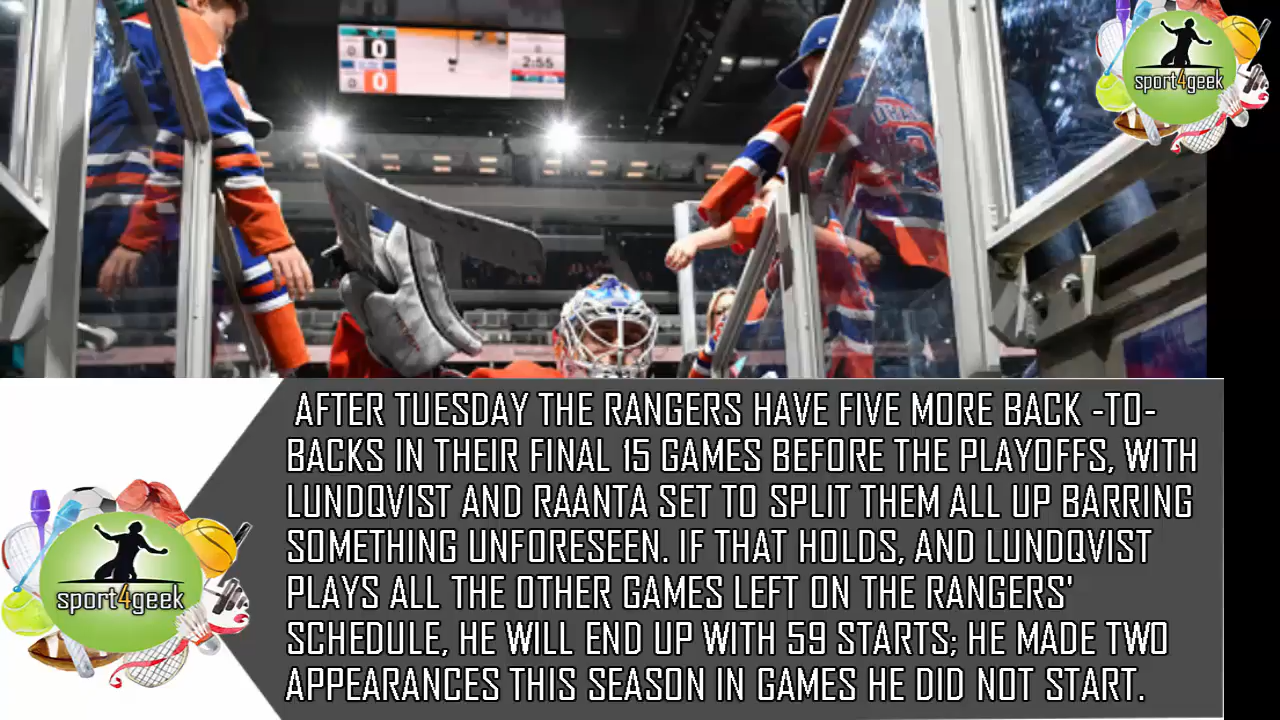 0
0
2:55
sport4geek
AFTER TUESDAY THE RANGERS HAVE FIVE MORE BACK -TO-
BACKS IN THEIR FINAL 15 GAMES BEFORE THE PLAYOFFS, WITH
LUNDQVIST AND RAANTA SET TO SPLIT THEM ALL UP BARRING
SOMETHING UNFORESEEN. IF THAT HOLDS, AND LUNDQVIST
PLAYS ALL THE OTHER GAMES LEFT ON THE RANGERS'
SCHEDULE, HE WILL END UP WITH 59 STARTS; HE MADE TWO
APPEARANCES THIS SEASON IN GAMES HE DID NOT START.
sport4geek